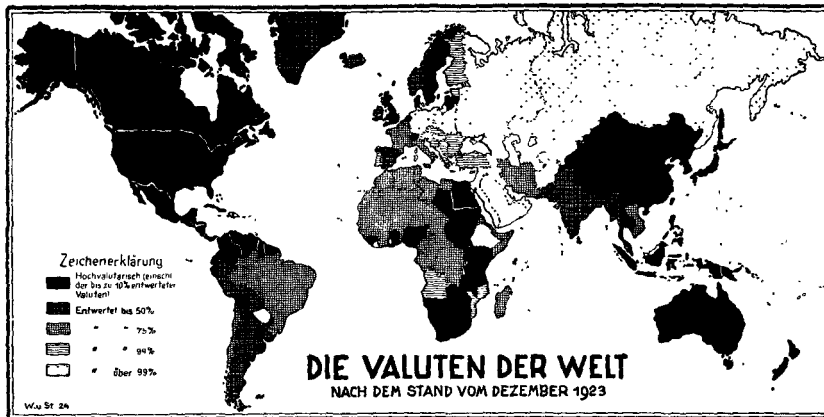 Zeichenerklärung
Hochvalutarisch (einschl
der bis zu 10% entwerteter
Valuten)
Entwertet bis 50%
" " 75%
" " 99%
" über 99%
DIE VALUTEN DER WELT
NACH DEM STAND VOM DEZEMBER 1923
W.u St 24